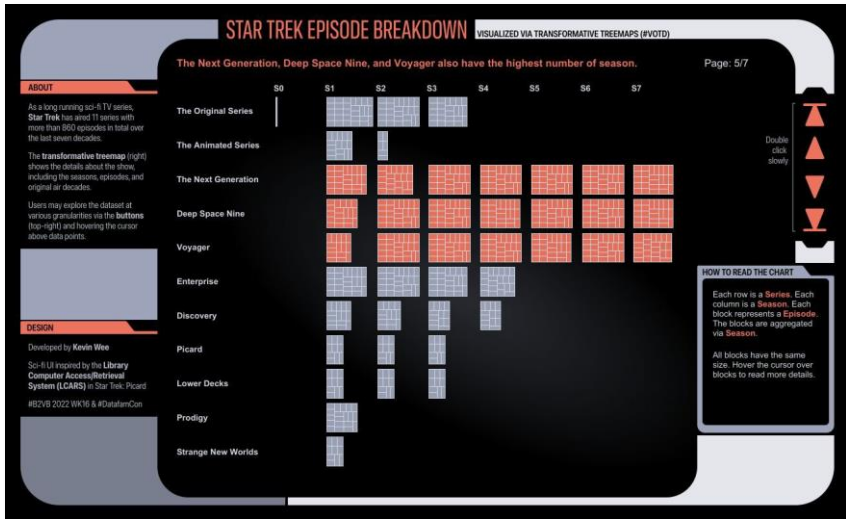 STAR TREK EPISODE BREAKDOWN
VISUALIZED VIA TRANSFORMATIVE TREEMAPS (#VOTD)
The Next Generation, Deep Space Nine, and Voyager also have the highest number of season.
Page: 5/7
ABOUT
As a long running sci-fi TV series,
Star Trek has aired 11 series with
more than 860 episodes in total over
the last seven decades.
The transformative treemap (right)
shows the details about the show,
including the seasons, episodes, and
original air decades.
Users may explore the dataset at
various granularities via the buttons
(top-right) and hovering the cursor
above data points.
DESIGN
Developed by Kevin Wee
Sci-fi UI inspired by the Library
Computer Access/Retrieval
System (LCARS) in Star Trek: Picard
#B2VB 2022 WK16 & #DatafamCon
S0 S1 S2 S3 S4 S5 S6 S7
The Original Series
The Animated Series
The Next Generation
Deep Space Nine
Voyager
Enterprise
Discovery
Picard
Lower Decks
Prodigy
Strange New Worlds
Double
click
slowly
HOW TO READ THE CHART
Each row is a Series. Each
column is a Season. Each
block represents a Episode.
The blocks are aggregated
via Season.
All blocks have the same
size. Hover the cursor over
blocks to read more details.